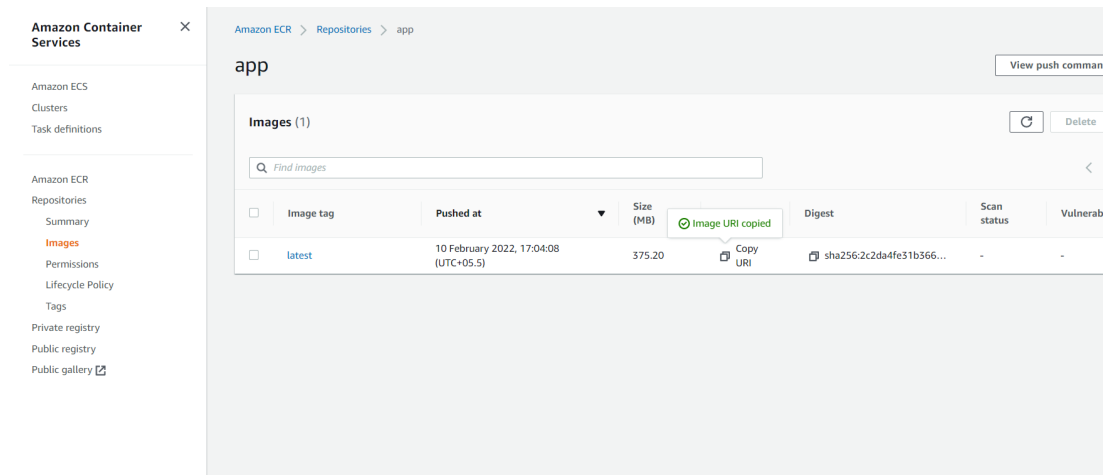 Amazon Container
Services
Amazon ECS
Clusters
Task definitions
Amazon ECR
Repositories
Summary
Images
Permissions
Lifecycle Policy
Tags
Private registry
Public registry
Public gallery
Amazon ECR > Repositories > app
app
View push comman
Images (1)
Delete
Find images
Image tag
Pushed at
Size
(MB)
Image URI copied
Digest
Scan
status
Vulnerab
latest
10 February 2022, 17:04:08
(UTC+05.5)
375.20
Copy
URI
sha256:2c2da4fe31b366...
-
-